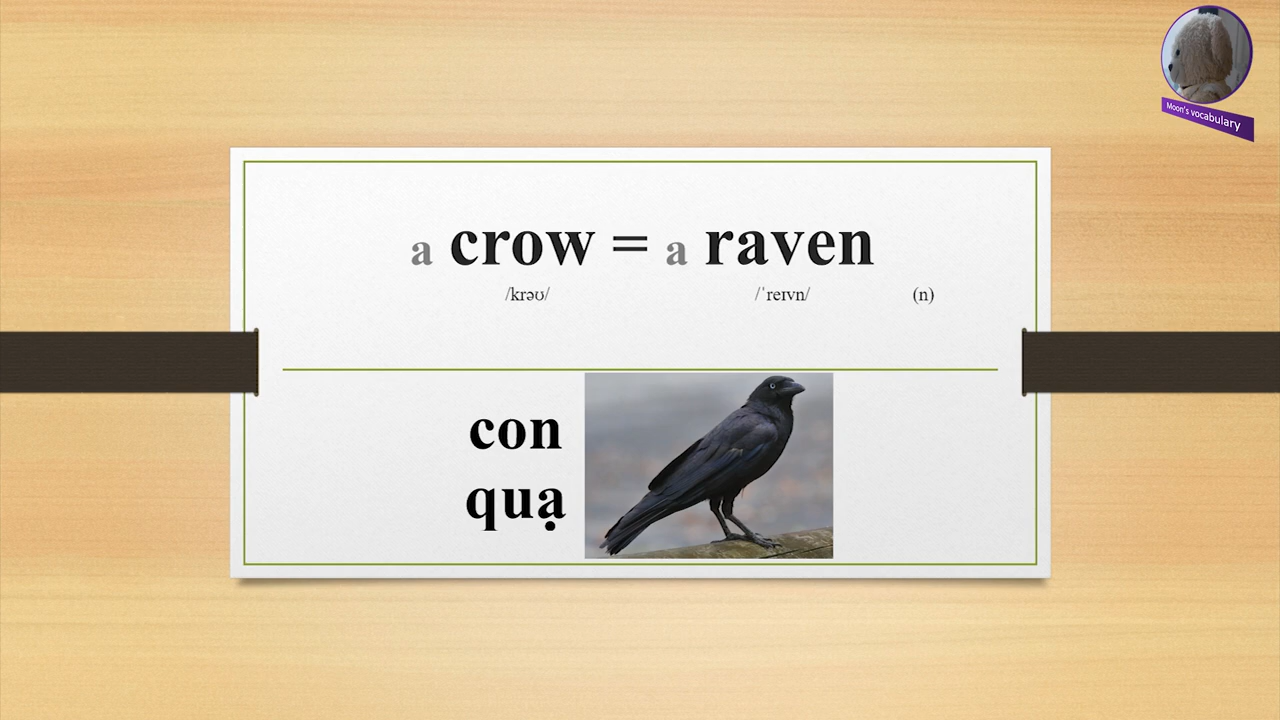 Moon's vocabulary
a crow = a raven
/krəʊ/ /ˈreɪvn/ (n)
con
quạ